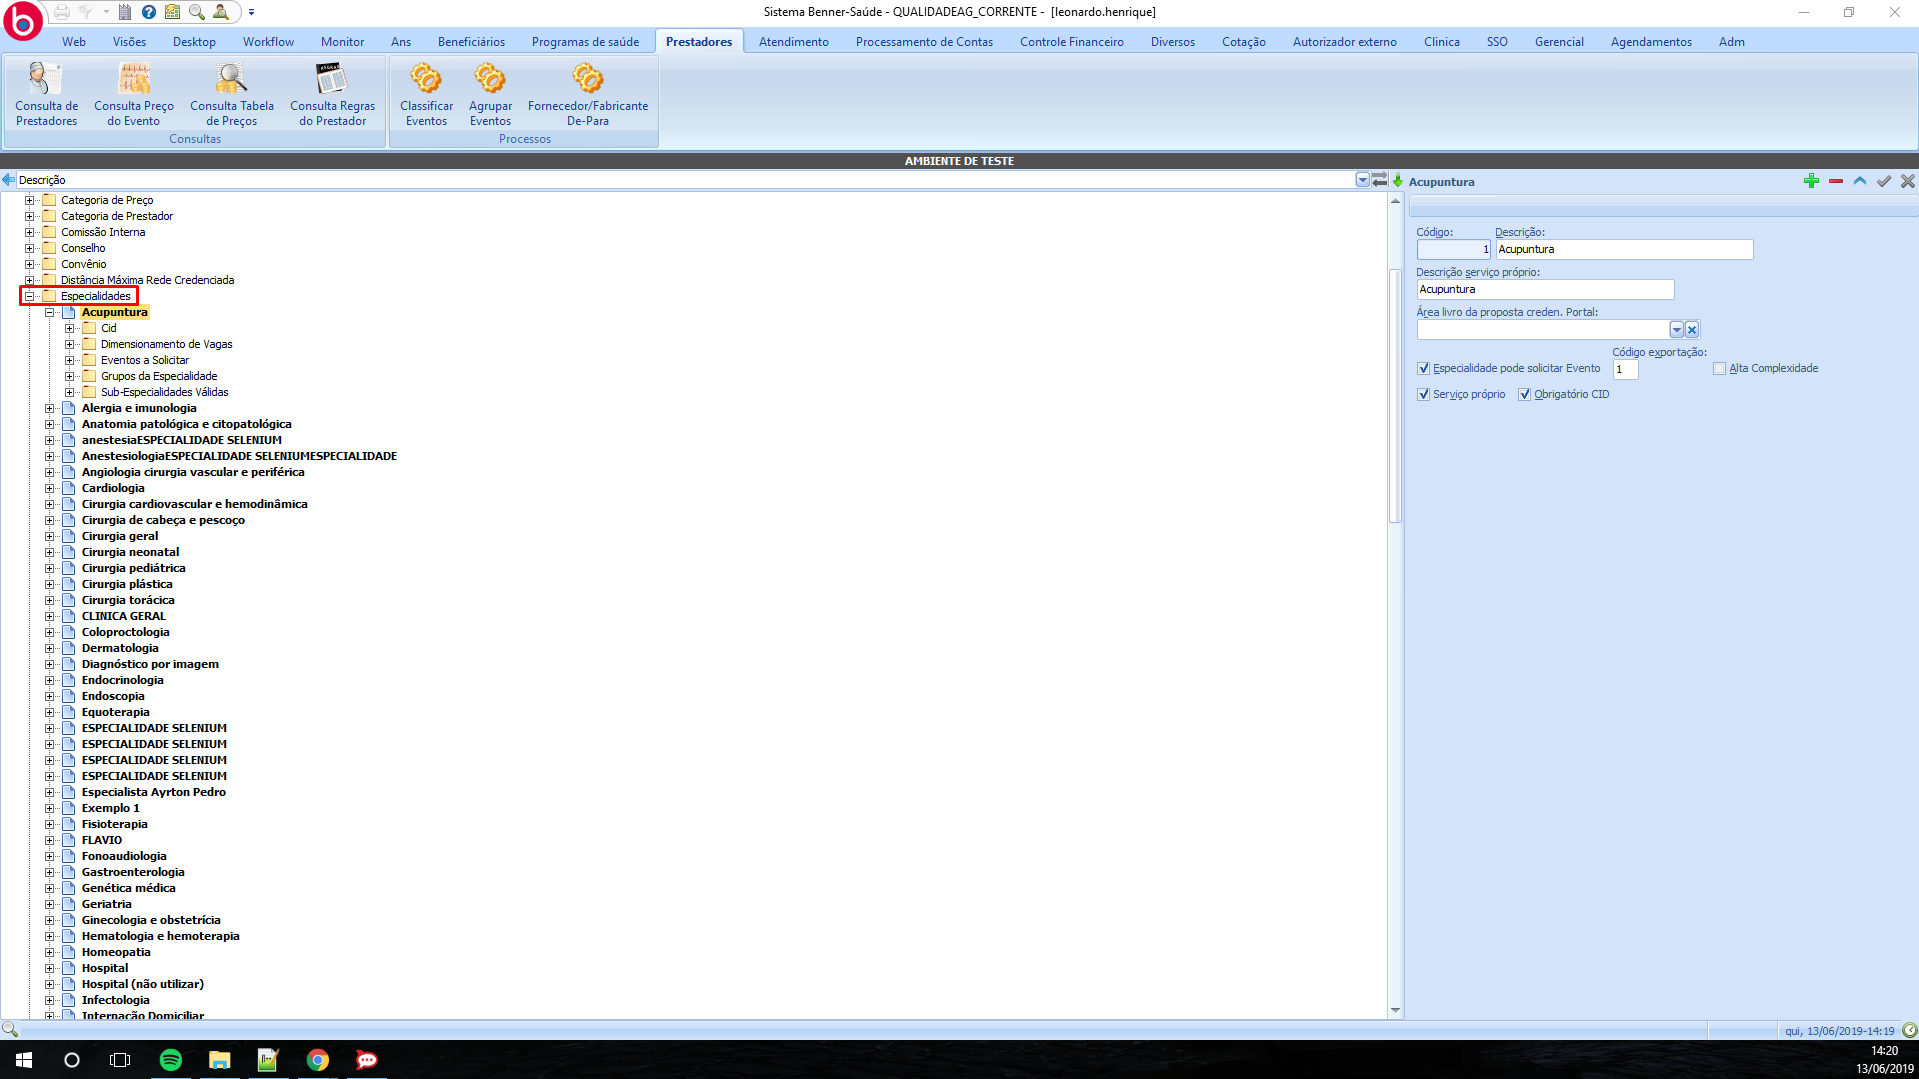 Sistema Benner-Saúde - QUALIDADEAG_CORRENTE - [leonardo.henrique]
Web Visões Desktop Workflow Monitor Ans Beneficiários Programas de saúde Prestadores Atendimento Processamento de Contas Controle Financeiro Diversos Cotação Autorizador externo Clinica SSO Gerencial Agendamentos Adm
Consulta de Prestadores
Consulta Preço do Evento
Consulta Tabela de Preços
Consulta Regras do Prestador
Classificar Eventos
Agrupar Eventos
Fornecedor/Fabricante De-Para
Consultas
Processos
AMBIENTE DE TESTE
Descrição
Categoria de Preço
Categoria de Prestador
Comissão Interna
Conselho
Convênio
Distância Máxima Rede Credenciada
Especialidades
Acupuntura
Cid
Dimensionamento de Vagas
Eventos a Solicitar
Grupos da Especialidade
Sub-Especialidades Válidas
Alergia e imunologia
Anatomia patológica e citopatológica
anestesiaESPECIALIDADE SELENIUM
AnestesiologiaESPECIALIDADE SELENIUMESPECIALIDADE
Angiologia cirurgia vascular e periférica
Cardiologia
Cirurgia cardiovascular e hemodinâmica
Cirurgia de cabeça e pescoço
Cirurgia geral
Cirurgia neonatal
Cirurgia pediátrica
Cirurgia plástica
Cirurgia torácica
CLINICA GERAL
Coloproctologia
Dermatologia
Diagnóstico por imagem
Endocrinologia
Endoscopia
Equoterapia
ESPECIALIDADE SELENIUM
ESPECIALIDADE SELENIUM
ESPECIALIDADE SELENIUM
ESPECIALIDADE SELENIUM
Especialista Ayrton Pedro
Exemplo 1
Fisioterapia
FLAVIO
Fonoaudiologia
Gastroenterologia
Genética médica
Geriatria
Ginecologia e obstetrícia
Hematologia e hemoterapia
Homeopatia
Hospital
Hospital (não utilizar)
Infectologia
Internação Domiciliar
Acupuntura
Código: Descrição:
1 Acupuntura
Descrição serviço próprio:
Acupuntura
Área livro da proposta creden. Portal:
Código exportação:
Especialidade pode solicitar Evento 1 Alta Complexidade
Serviço próprio Obrigatório CID
qui, 13/06/2019-14:19
14:20
13/06/2019